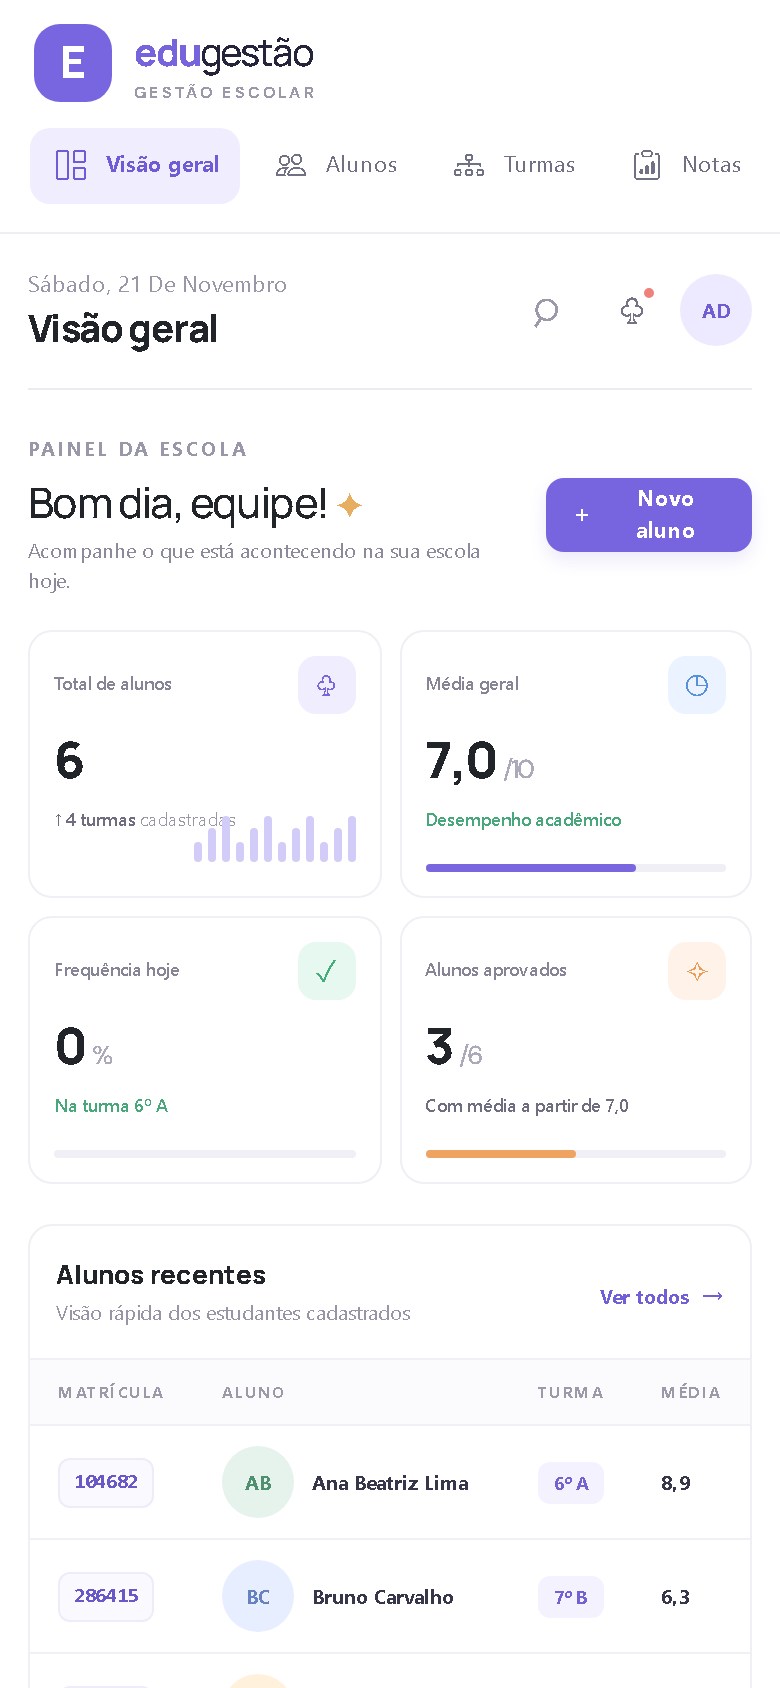 E
edugestão
GESTÃO ESCOLAR
Visão geral
Alunos
Turmas
Notas
Sábado, 21 De Novembro
Visão geral
AD
PAINEL DA ESCOLA
Bom dia, equipe!
Acompanhe o que está acontecendo na sua escola
hoje.
+ Novo
aluno
Total de alunos
6
↑ 4 turmas cadastradas
Média geral
7,0 /10
Desempenho acadêmico
Frequência hoje
0 %
Na turma 6º A
Alunos aprovados
3 /6
Com média a partir de 7,0
Alunos recentes
Visão rápida dos estudantes cadastrados
Ver todos →
MATRÍCULA ALUNO TURMA MÉDIA
104682 AB Ana Beatriz Lima 6º A 8,9
286415 BC Bruno Carvalho 7º B 6,3